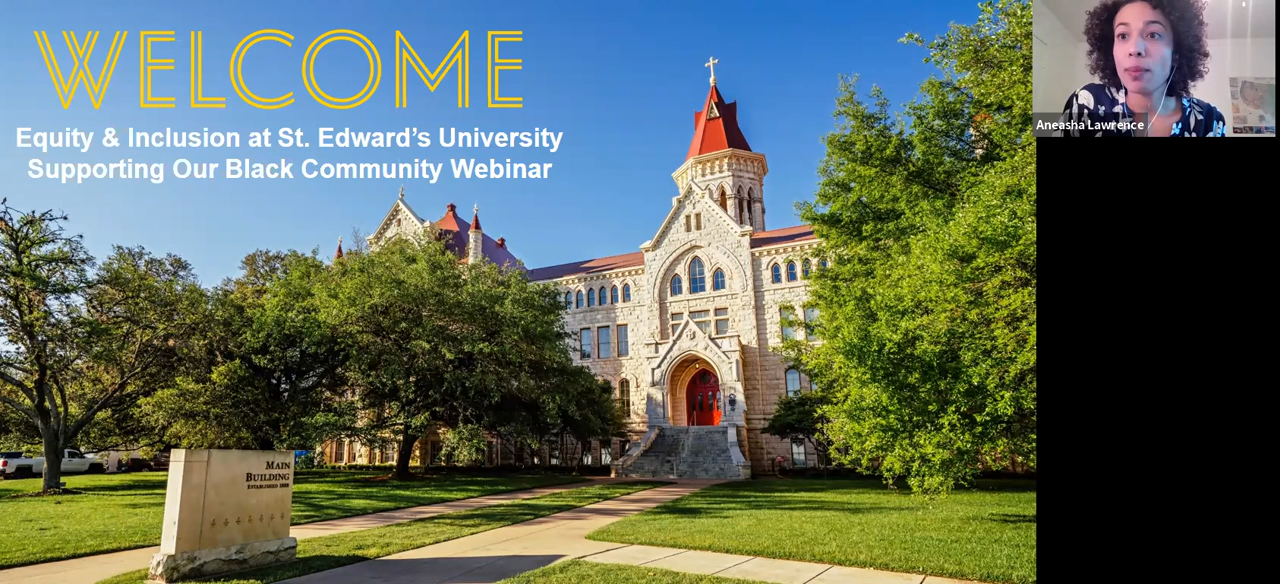 WELCOME
Equity & Inclusion at St. Edward's University
Supporting Our Black Community Webinar
Aneasha Lawrence
MAIN
BUILDING
ESTABLISHED 1888